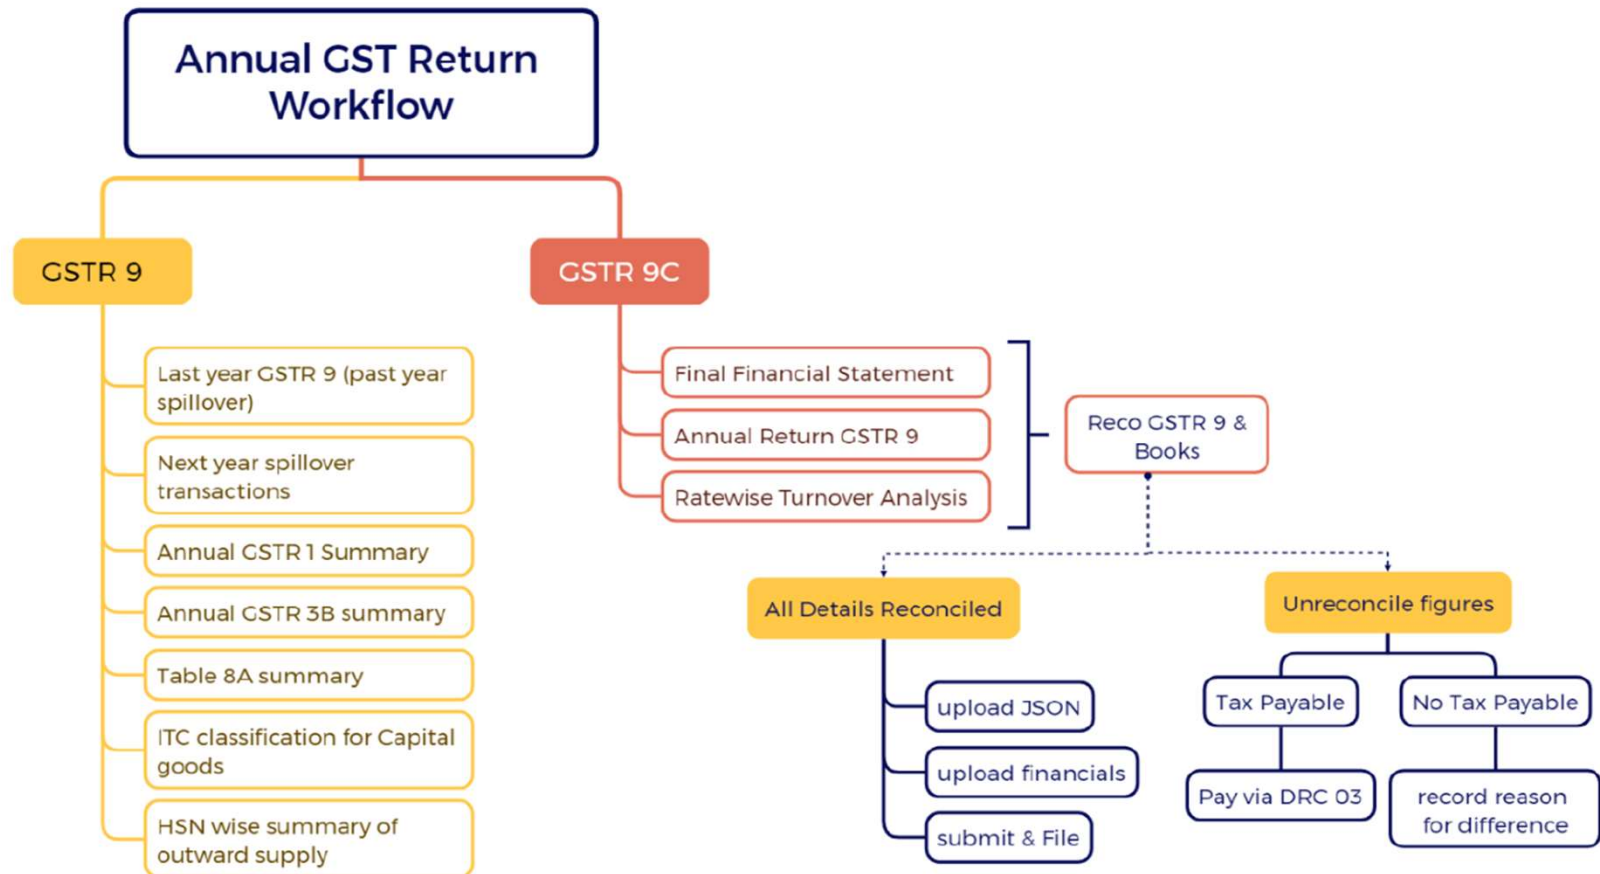 Annual GST Return
Workflow
GSTR 9
GSTR 9C
Last year GSTR 9 (past year
spillover)
Next year spillover
transactions
Annual GSTR 1 Summary
Annual GSTR 3B summary
Table 8A summary
ITC classification for Capital
goods
HSN wise summary of
outward supply
Final Financial Statement
Annual Return GSTR 9
Ratewise Turnover Analysis
Reco GSTR 9 &
Books
All Details Reconciled
upload JSON
upload financials
submit & File
Unreconcile figures
Tax Payable
Pay via DRC 03
No Tax Payable
record reason
for difference